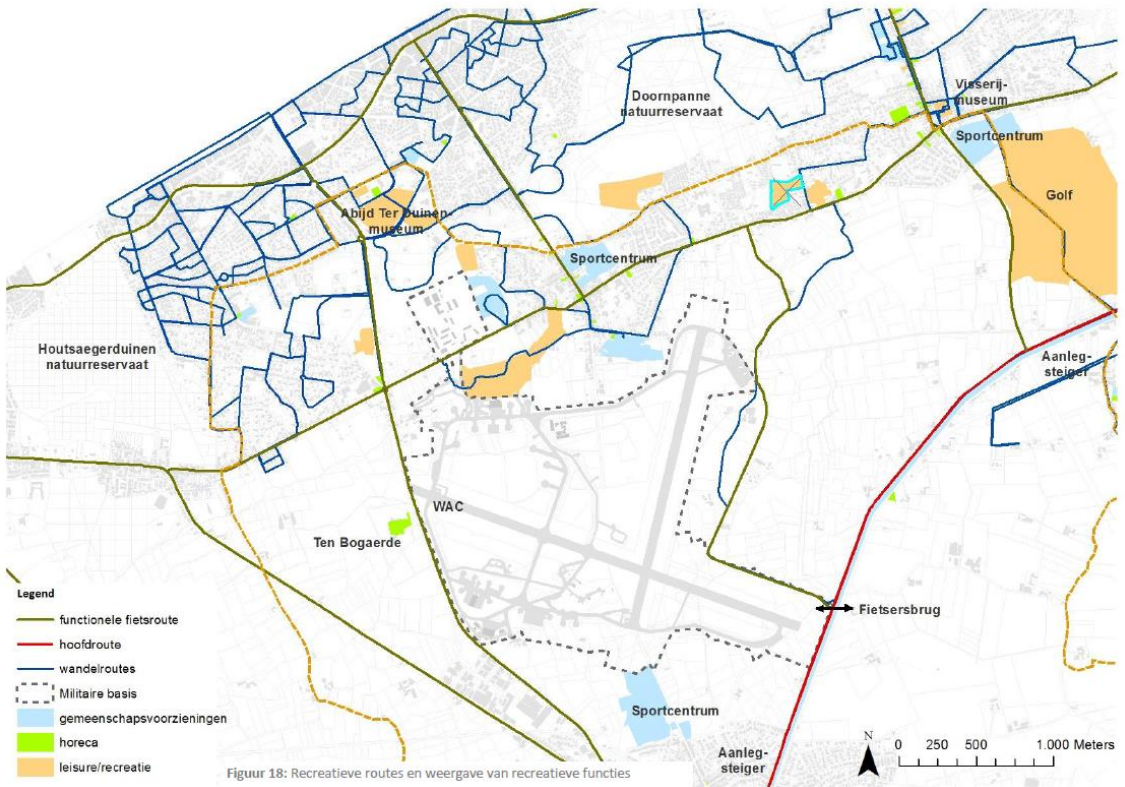 Doornpanne
natuurreservaat
Visserij-
museum
Sportcentrum
Golf
Abijd Ter Duinen-
museum
Sportcentrum
Houtsaegerduinen
natuurreservaat
Aanleg-
steiger
WAC
Ten Bogaerde
Fietsersbrug
Sportcentrum
Aanleg-
steiger
Legend
functionele fietsroute
hoofdroute
wandelroutes
Militaire basis
gemeenschapsvoorzieningen
horeca
leisure/recreatie
N
0 250 500 1.000 Meters
Figuur 18: Recreatieve routes en weergave van recreatieve functies